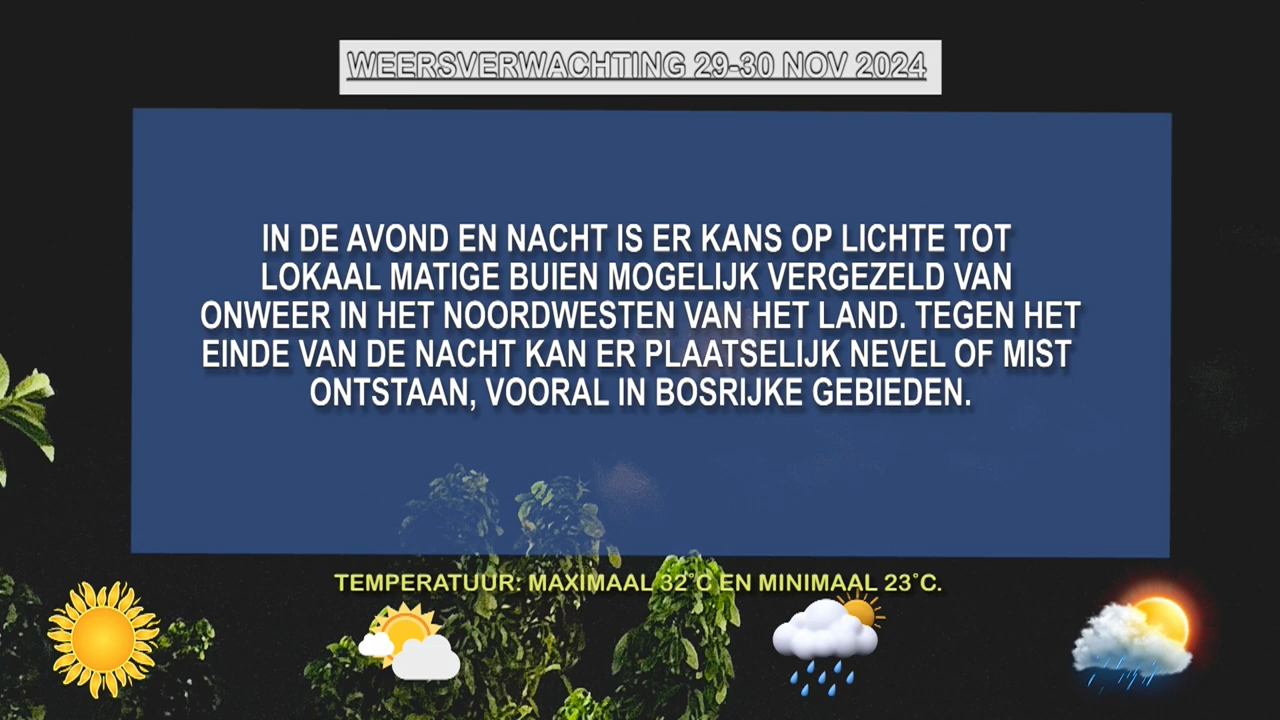 WEERSVERWACHTING 29-30 NOV 2024
IN DE AVOND EN NACHT IS ER KANS OP LICHTE TOT
LOKAAL MATIGE BUIEN MOGELIJK VERGEZELD VAN
ONWEER IN HET NOORDWESTEN VAN HET LAND. TEGEN HET
EINDE VAN DE NACHT KAN ER PLAATSELIJK NEVEL OF MIST
ONTSTAAN, VOORAL IN BOSRIJKE GEBIEDEN.
TEMPERATUUR: MAXIMAAL 32°C EN MINIMAAL 23°C.